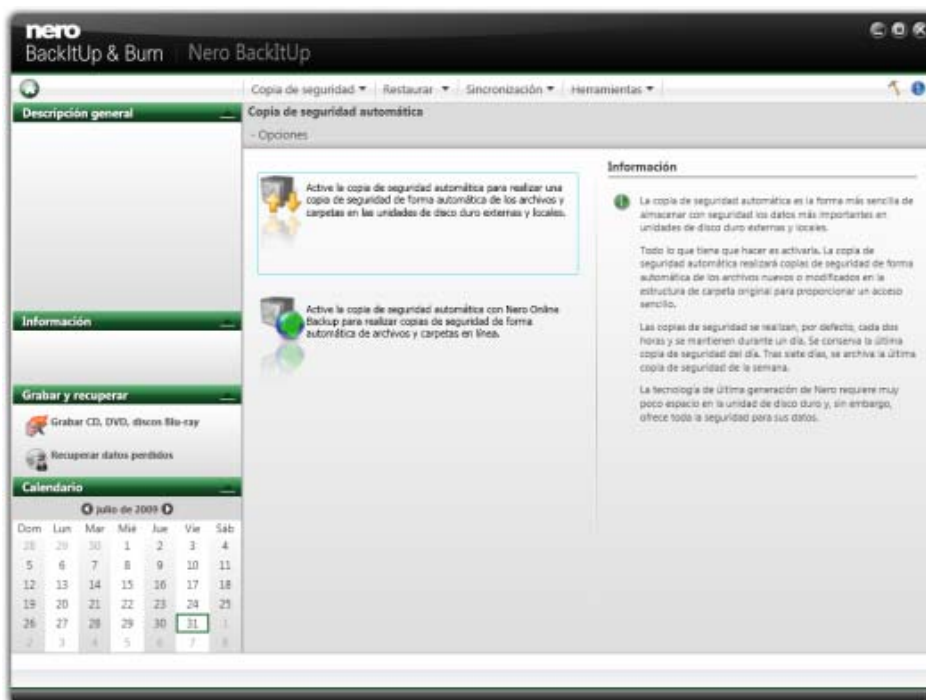 nero
BackItUp & Burn | Nero BackItUp
Copia de seguridad Restaurar Sincronización Herramientas
Descripción general
Copia de seguridad automática
- Opciones
Active la copia de seguridad automática para realizar una
copia de seguridad de forma automática de los archivos y
carpetas en las unidades de disco duro externas y locales.
Active la copia de seguridad automática con Nero Online
Backup para realizar copias de seguridad de forma
automática de archivos y carpetas en línea.
Información
La copia de seguridad automática es la forma más sencilla de
almacenar con seguridad los datos más importantes en
unidades de disco duro externas y locales.
Todo lo que tiene que hacer es activarla. La copia de
seguridad automática realizará copias de seguridad de forma
automática de los archivos nuevos o modificados en la
estructura de carpeta original para proporcionar un acceso
sencillo.
Las copias de seguridad se realizan, por defecto, cada dos
horas y se mantienen durante un día. Se conserva la última
copia de seguridad del día. Tras siete días, se archiva la última
copia de seguridad de la semana.
La tecnología de última generación de Nero requiere muy
poco espacio en la unidad de disco duro y, sin embargo,
ofrece toda la seguridad para sus datos.
Información
Grabar y recuperar
Grabar CD, DVD, discos Blu-ray
Recuperar datos perdidos
Calendario
julio de 2009
Dom Lun Mar Mié Jue Vie Sáb
28 29 30 1 2 3 4
5 6 7 8 9 10 11
12 13 14 15 16 17 18
19 20 21 22 23 24 25
26 27 28 29 30 31 1
2 3 4 5 6 7 8